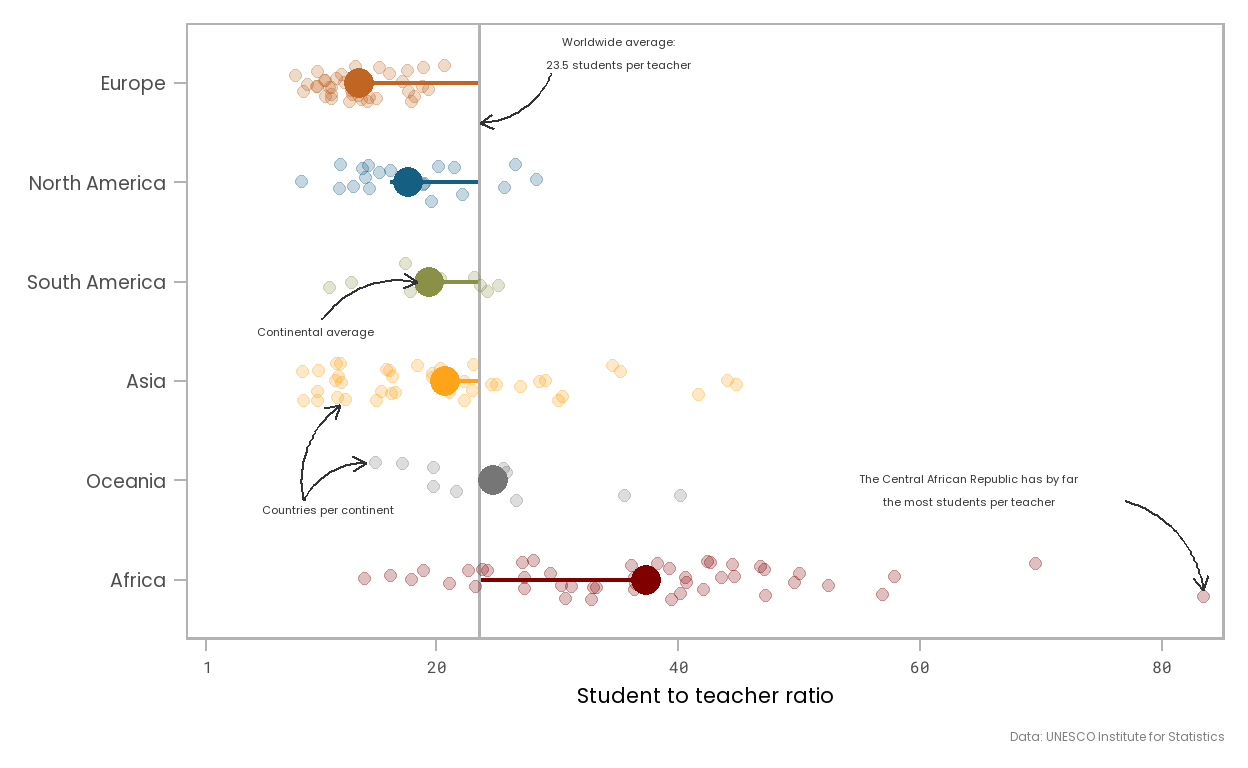 Worldwide average:
23.5 students per teacher
Europe
North America
South America
Continental average
Asia
Oceania
Countries per continent
The Central African Republic has by far
the most students per teacher
Africa
1 20 40 60 80
Student to teacher ratio
Data: UNESCO Institute for Statistics